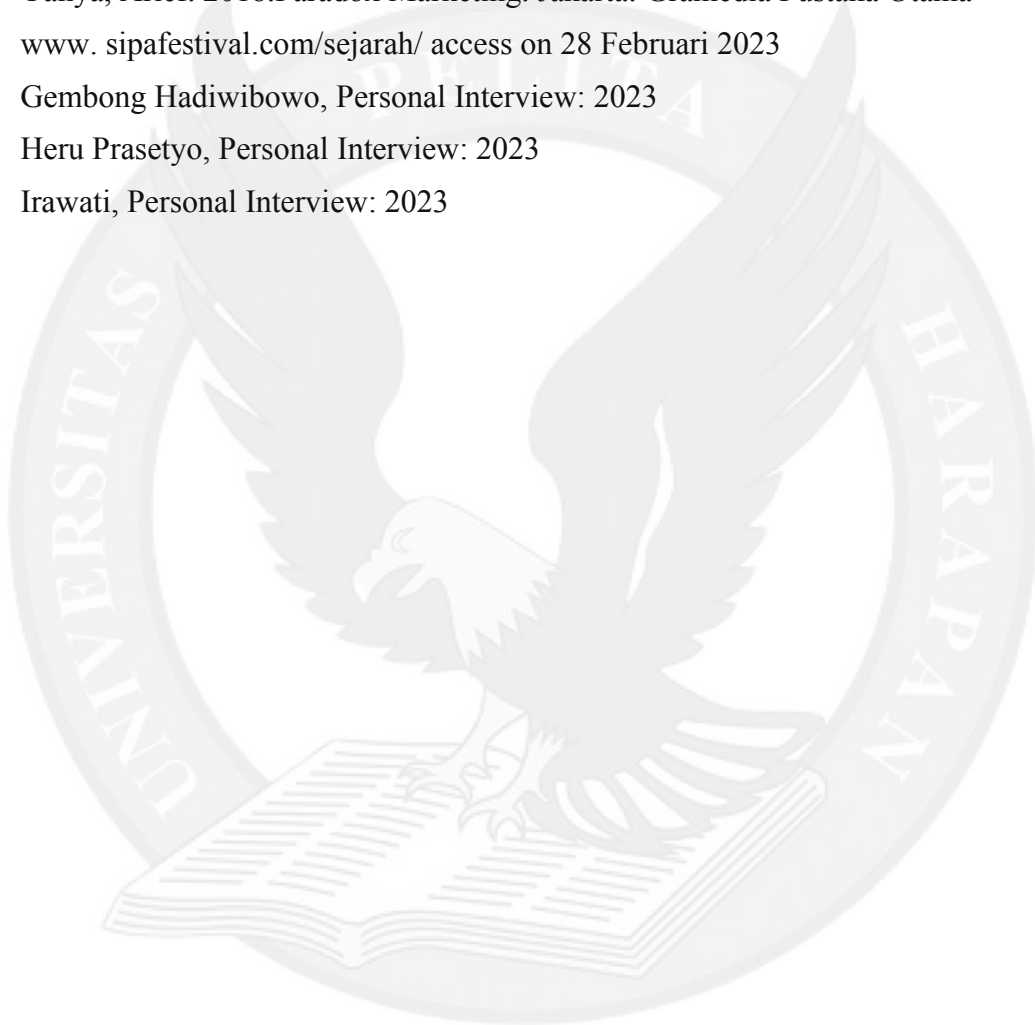 www. sipafestival.com/sejarah/ access on 28 Februari 2023
Gembong Hadiwibowo, Personal Interview: 2023
Heru Prasetyo, Personal Interview: 2023
Irawati, Personal Interview: 2023
UNIVERSITAS PELITA HARAPAN